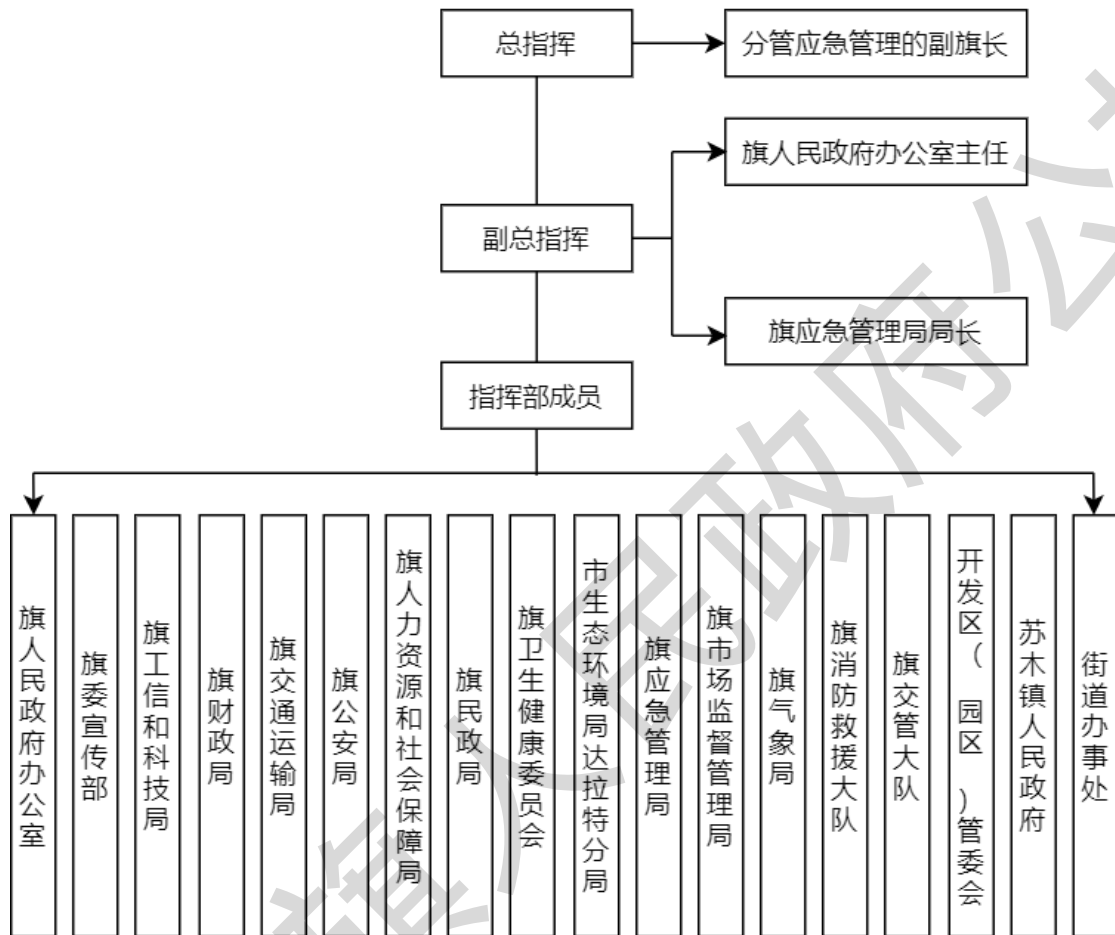 总指挥
分管应急管理的副旗长
旗人民政府办公室主任
副总指挥
旗应急管理局局长
指挥部成员
旗人民政府办公室
旗委宣传部
旗工信和科技局
旗财政局
旗交通运输局
旗公安局
旗人力资源和社会保障局
旗民政局
旗卫生健康委员会
市生态环境局达拉特分局
旗应急管理局
旗市场监督管理局
旗气象局
旗消防救援大队
旗交管大队
开发区（园区）管委会
苏木镇人民政府
街道办事处
旗人民政府公